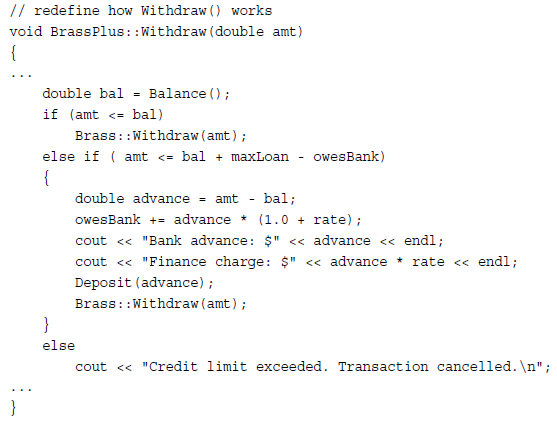 // redefine how Withdraw() works
void BrassPlus::Withdraw(double amt)
{
...
    double bal = Balance();
    if (amt <= bal)
        Brass::Withdraw(amt);
    else if ( amt <= bal + maxLoan - owesBank)
    {
        double advance = amt - bal;
        owesBank += advance * (1.0 + rate);
        cout << "Bank advance: $" << advance << endl;
        cout << "Finance charge: $" << advance * rate << endl;
        Deposit(advance);
        Brass::Withdraw(amt);
    }
    else
        cout << "Credit limit exceeded. Transaction cancelled.\n";
...
}